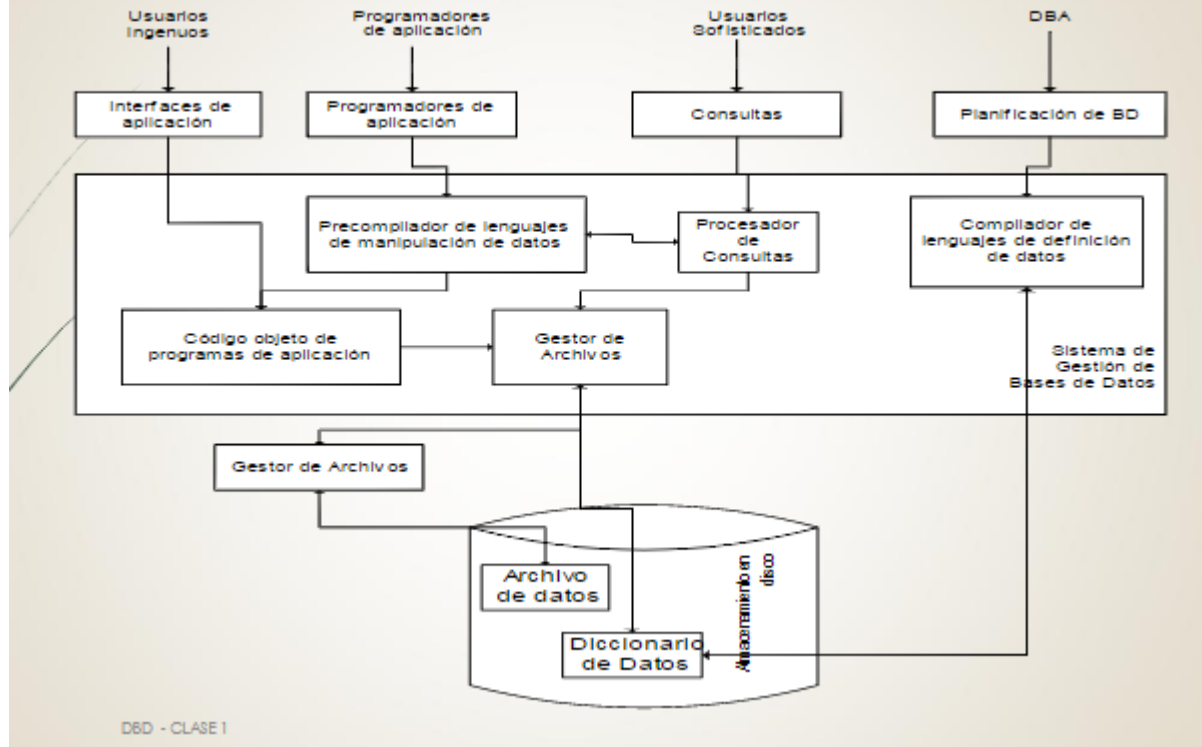 Usuarios
Ingenuos
Programadores
de aplicación
Usuarios
Sofisticados
DBA
Interfaces de
aplicación
Programadores de
aplicación
Consultas
Planificación de BD
Precompilador de lenguajes
de manipulación de datos
Procesador
de
Consultas
Compilador de
lenguajes de definición
de datos
Código objeto de
programas de aplicación
Gestor de
Archivos
Sistema de
Gestión de
Bases de Datos
Gestor de Archivos
Archivo
de datos
Almacenamiento en
disco
Diccionario
de Datos
DBD - CLASE 1